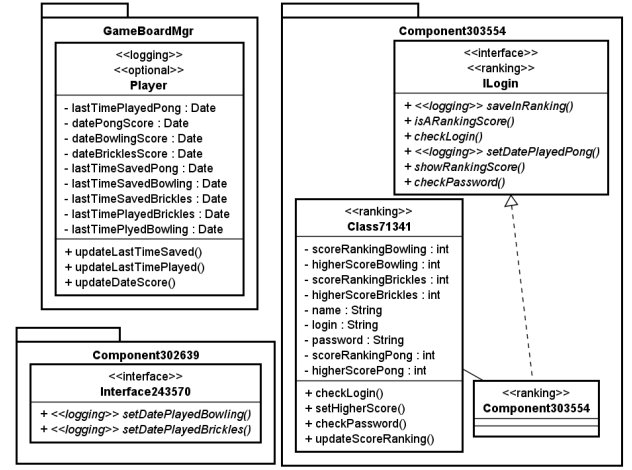 GameBoardMgr
<<logging>>
<<optional>>
Player
- lastTimePlayedPong : Date
- datePongScore : Date
- dateBowlingScore : Date
- dateBricklesScore : Date
- lastTimeSavedPong : Date
- lastTimeSavedBowling : Date
- lastTimeSavedBrickles : Date
- lastTimePlayedBrickles : Date
- lastTimePlyedBowling : Date
+ updateLastTimeSaved()
+ updateLastTimePlayed()
+ updateDateScore()
Component302639
<<interface>>
Interface243570
+ <<logging>> setDatePlayedBowling()
+ <<logging>> setDatePlayedBrickles()
Component303554
<<interface>>
<<ranking>>
ILogin
+ <<logging>> saveInRanking()
+ isARankingScore()
+ checkLogin()
+ <<logging>> setDatePlayedPong()
+ showRankingScore()
+ checkPassword()
<<ranking>>
Class71341
- scoreRankingBowling : int
- higherScoreBowling : int
- scoreRankingBrickles : int
- higherScoreBrickles : int
- name : String
- login : String
- password : String
- scoreRankingPong : int
- higherScorePong : int
+ checkLogin()
+ setHigherScore()
+ checkPassword()
+ updateScoreRanking()
<<ranking>>
Component303554